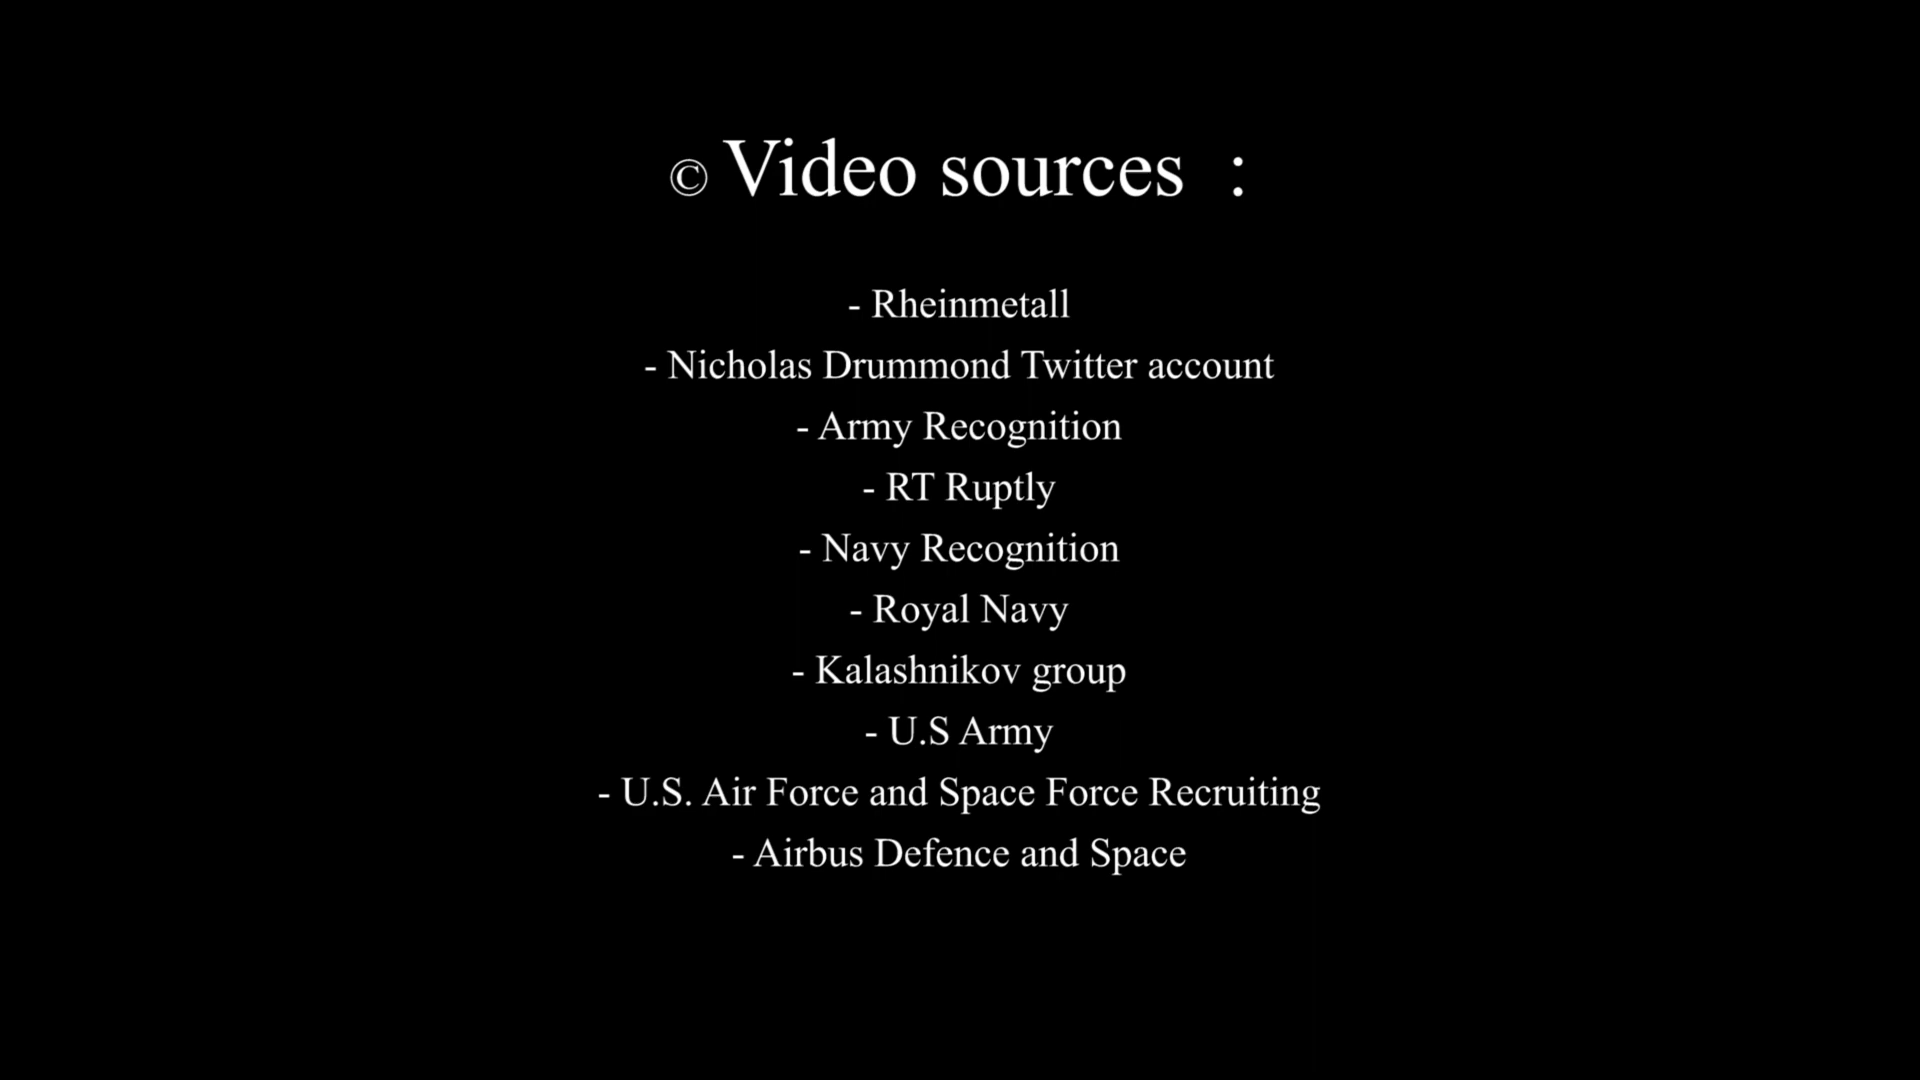 © Video sources :
- Rheinmetall
- Nicholas Drummond Twitter account
- Army Recognition
- RT Ruptly
- Navy Recognition
- Royal Navy
- Kalashnikov group
- U.S Army
- U.S. Air Force and Space Force Recruiting
- Airbus Defence and Space